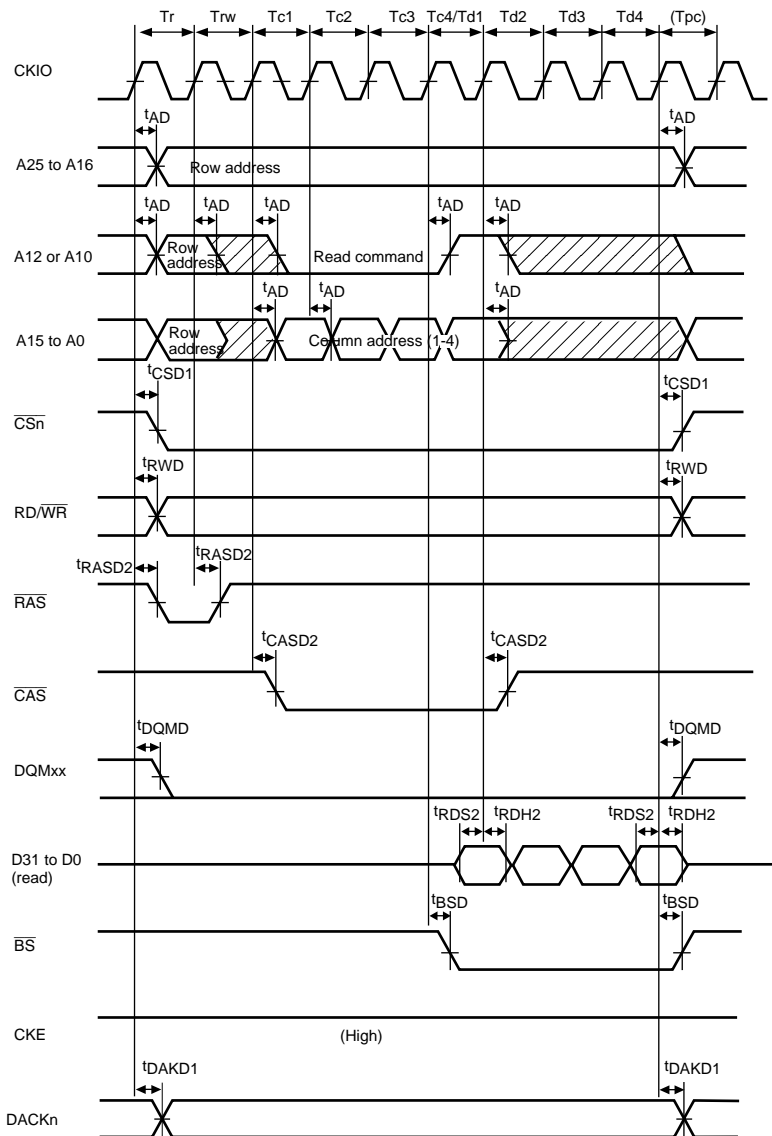 Tr Trw Tc1 Tc2 Tc3 Tc4/Td1 Td2 Td3 Td4 (Tpc)
CKIO
tAD tAD
A25 to A16 Row address
tAD tAD tAD tAD tAD
A12 or A10 Row address Read command
tAD tAD tAD
A15 to A0 Row address Column address (1-4)
tCSD1 tCSD1
CSn
tRWD tRWD
RD/WR
tRASD2 tRASD2
RAS
tCASD2 tCASD2
CAS
tDQMD tDQMD
DQMxx
tRDS2 tRDH2 tRDS2 tRDH2
D31 to D0
(read)
tBSD tBSD
BS
CKE (High)
tDAKD1 tDAKD1
DACKn